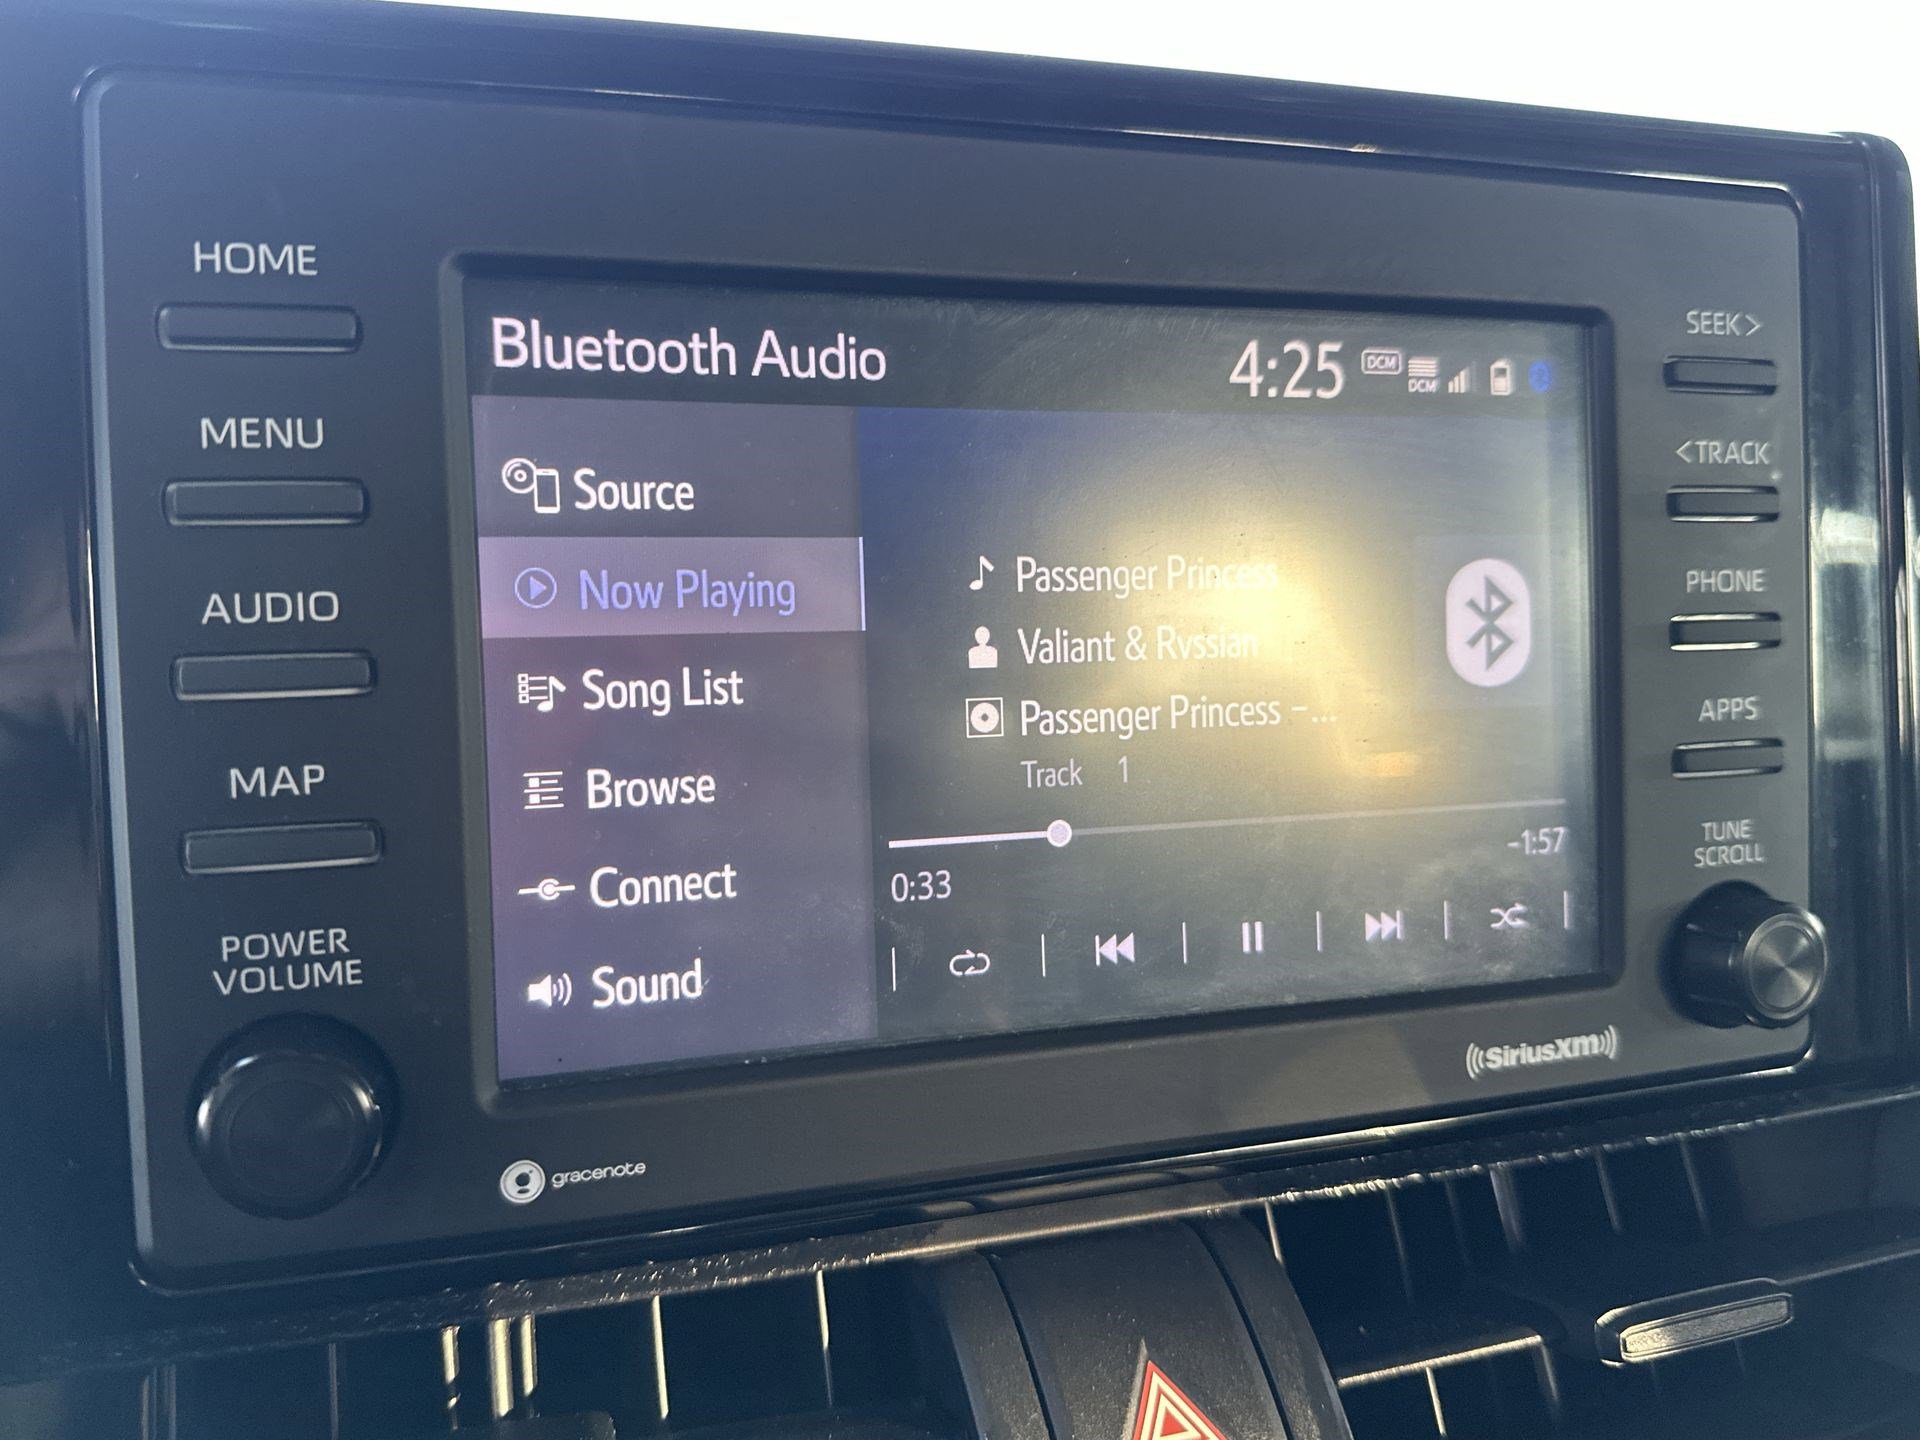 HOME
MENU
AUDIO
MAP
POWER
VOLUME
Bluetooth Audio
4:25
DCM
DCM
Source
Now Playing
Song List
Browse
Connect
Sound
Passenger Princess
Valiant & Rvssian
Passenger Princess -...
Track 1
0:33
-1:57
SEEK>
<TRACK
PHONE
APPS
TUNE
SCROLL
gracenote
SiriusXM